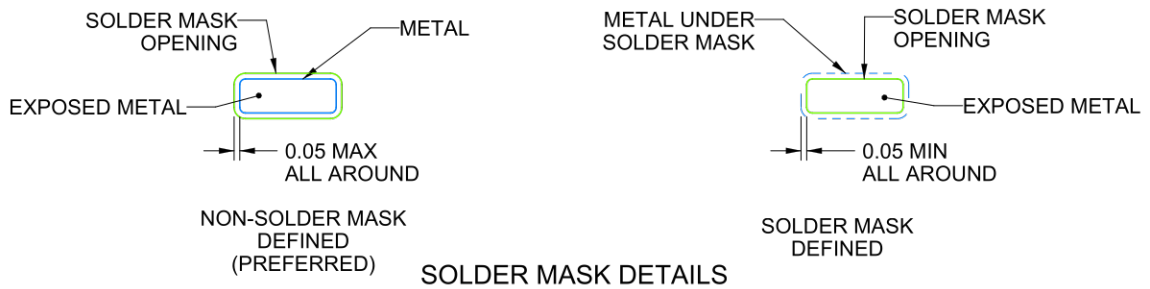 SOLDER MASK
OPENING
METAL
EXPOSED METAL
0.05 MAX
ALL AROUND
NON-SOLDER MASK
DEFINED
(PREFERRED)
METAL UNDER
SOLDER MASK
SOLDER MASK
OPENING
EXPOSED METAL
0.05 MIN
ALL AROUND
SOLDER MASK
DEFINED
SOLDER MASK DETAILS